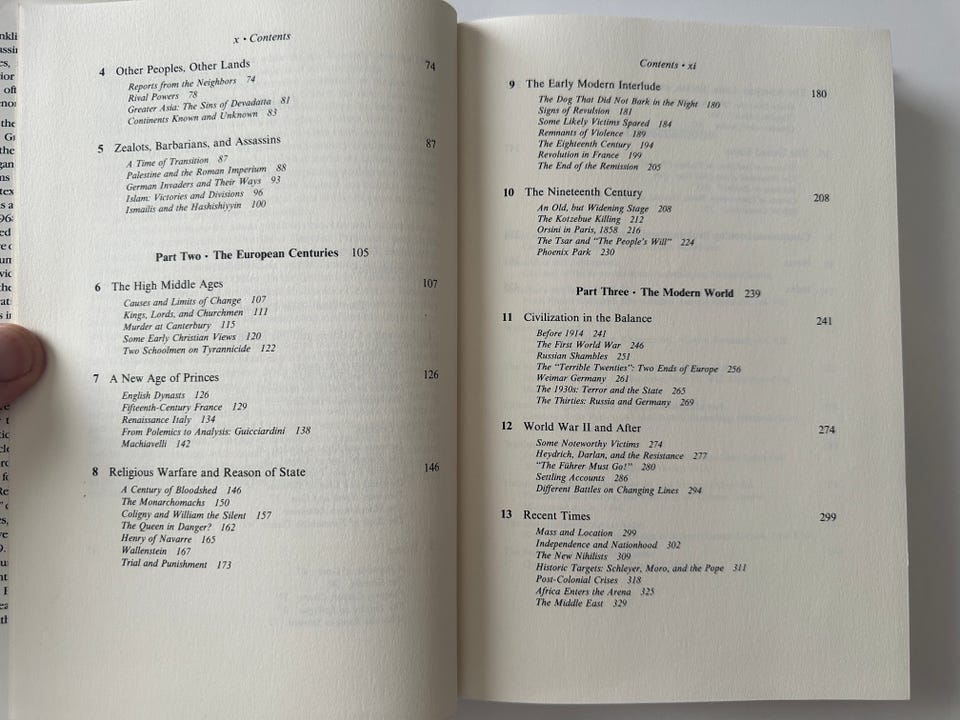 x • Contents
4 Other Peoples, Other Lands 74
Reports from the Neighbors 74
Rival Powers 78
Greater Asia: The Sins of Devadatta 81
Continents Known and Unknown 83
5 Zealots, Barbarians, and Assassins 87
A Time of Transition 87
Palestine and the Roman Imperium 88
German Invaders and Their Ways 93
Islam: Victories and Divisions 96
Ismailis and the Hashishiyyin 100
Part Two • The European Centuries 105
6 The High Middle Ages 107
Causes and Limits of Change 107
Kings, Lords, and Churchmen 111
Murder at Canterbury 115
Some Early Christian Views 120
Two Schoolmen on Tyrannicide 122
7 A New Age of Princes 126
English Dynasts 126
Fifteenth-Century France 129
Renaissance Italy 134
From Polemics to Analysis: Guicciardini 138
Machiavelli 142
8 Religious Warfare and Reason of State 146
A Century of Bloodshed 146
The Monarchomachs 150
Coligny and William the Silent 157
The Queen in Danger? 162
Henry of Navarre 165
Wallenstein 167
Trial and Punishment 173
Contents • xi
9 The Early Modern Interlude 180
The Dog That Did Not Bark in the Night 180
Signs of Revulsion 181
Some Likely Victims Spared 184
Remnants of Violence 189
The Eighteenth Century 194
Revolution in France 199
The End of the Remission 205
10 The Nineteenth Century 208
An Old, but Widening Stage 208
The Kotzebue Killing 212
Orsini in Paris, 1858 216
The Tsar and "The People's Will" 224
Phoenix Park 230
Part Three • The Modern World 239
11 Civilization in the Balance 241
Before 1914 241
The First World War 246
Russian Shambles 251
The "Terrible Twenties": Two Ends of Europe 256
Weimar Germany 261
The 1930s: Terror and the State 265
The Thirties: Russia and Germany 269
12 World War II and After 274
Some Noteworthy Victims 274
Heydrich, Darlan, and the Resistance 277
"The Führer Must Go!" 280
Settling Accounts 286
Different Battles on Changing Lines 294
13 Recent Times 299
Mass and Location 299
Independence and Nationhood 302
The New Nihilists 309
Historic Targets: Schleyer, Moro, and the Pope 311
Post-Colonial Crises 318
Africa Enters the Arena 325
The Middle East 329